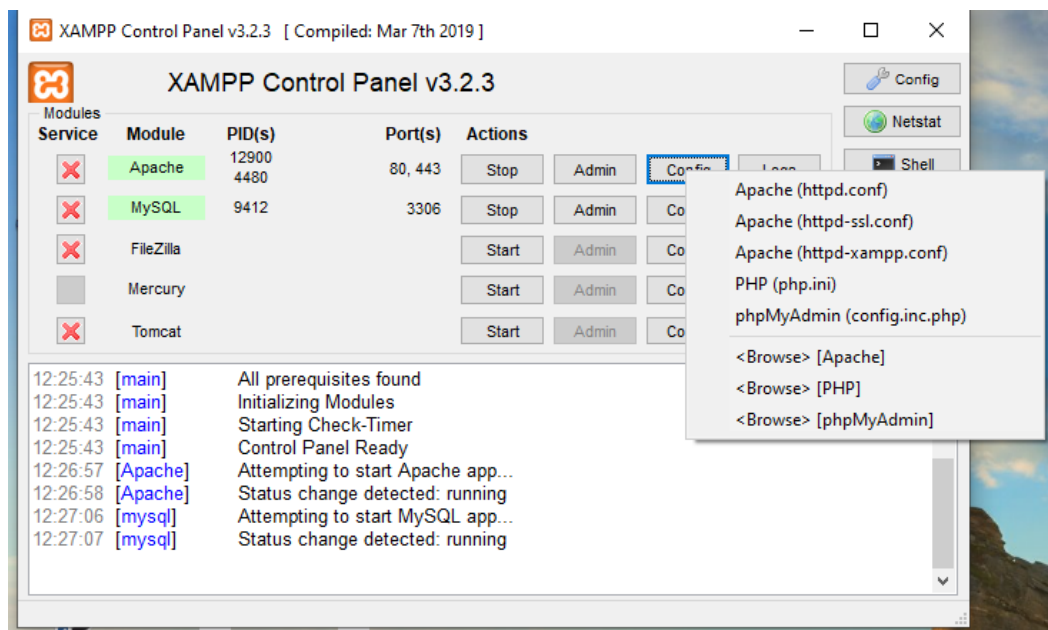 XAMPP Control Panel v3.2.3 [ Compiled: Mar 7th 2019 ]
XAMPP Control Panel v3.2.3
Config
Netstat
Shell
Modules
Service Module PID(s) Port(s) Actions
Apache 12900 4480 80, 443 Stop Admin Config Logs
MySQL 9412 3306 Stop Admin
FileZilla Start Admin
Mercury Start Admin
Tomcat Start Admin
Apache (httpd.conf)
Apache (httpd-ssl.conf)
Apache (httpd-xampp.conf)
PHP (php.ini)
phpMyAdmin (config.inc.php)
<Browse> [Apache]
<Browse> [PHP]
<Browse> [phpMyAdmin]
12:25:43 [main] All prerequisites found
12:25:43 [main] Initializing Modules
12:25:43 [main] Starting Check-Timer
12:25:43 [main] Control Panel Ready
12:26:57 [Apache] Attempting to start Apache app...
12:26:58 [Apache] Status change detected: running
12:27:06 [mysql] Attempting to start MySQL app...
12:27:07 [mysql] Status change detected: running